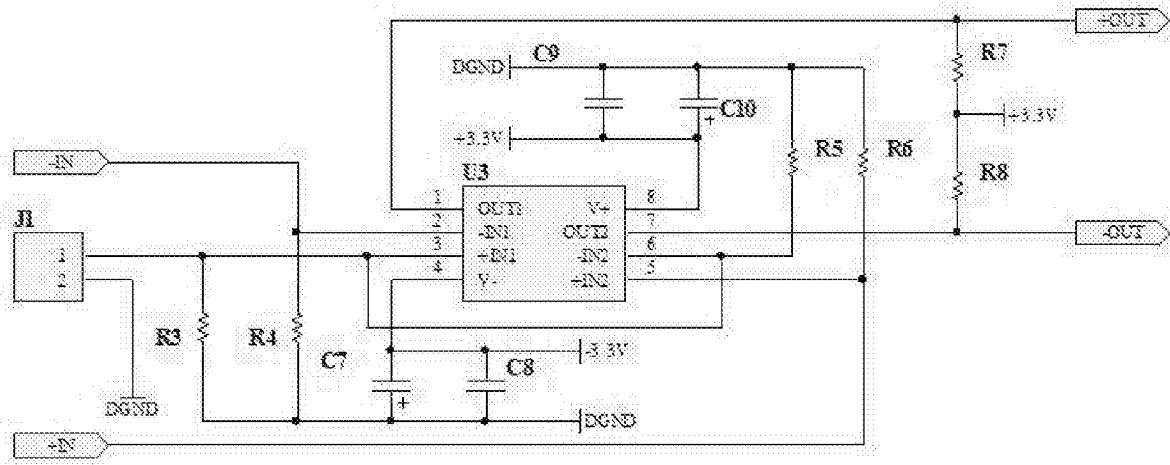 +OUT
C9
R7
DGND
C10
+3.3V
+3.3V
R5
R6
-IN
U3
R8
1
8
OUT1
V+
J1
2
7
-IN1
OUT2
-OUT
1
3
6
+IN1
-IN2
2
4
5
V-
+IN2
R3
R4
C7
-3.3V
C8
DGND
DGND
+IN